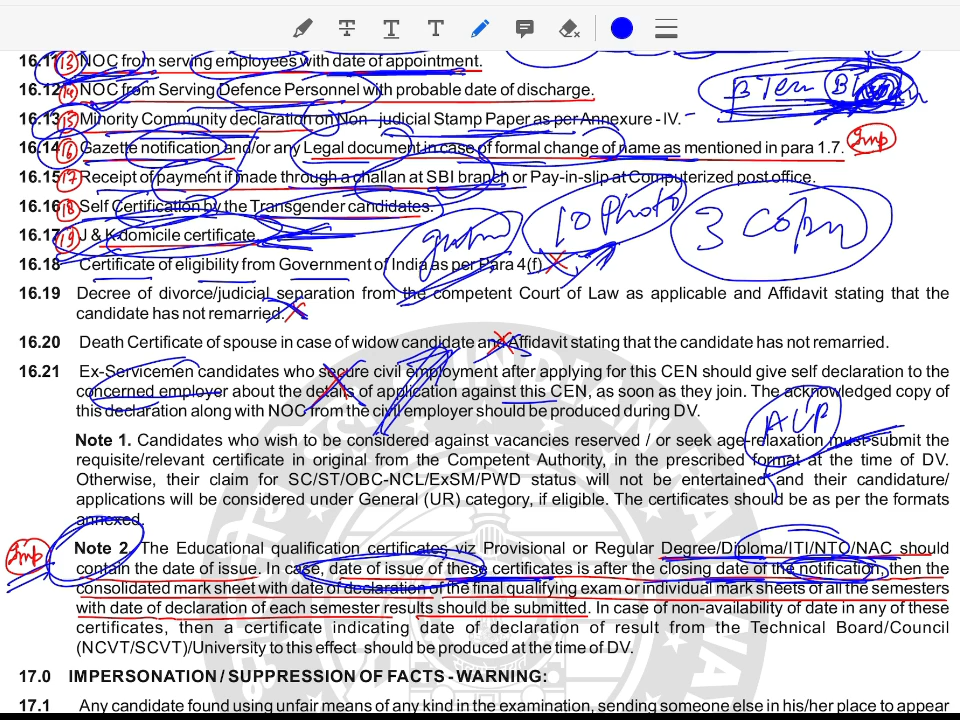 16.11 13 NOC from serving employees with date of appointment.
16.12 14 NOC from Serving Defence Personnel with probable date of discharge.
16.13 15 Minority Community declaration on Non - judicial Stamp Paper as per Annexure - IV.
16.14 16 Gazette notification and/or any Legal document in case of formal change of name as mentioned in para 1.7. Imp
16.15 17 Receipt of payment if made through a challan at SBI branch or Pay-in-slip at Computerized post office.
16.16 18 Self Certification by the Transgender candidates. 10 Photo 3 Copy
16.17 19 J & K domicile certificate
16.18 Certificate of eligibility from Government of India as per Para 4(f)
16.19 Decree of divorce/judicial separation from the competent Court of Law as applicable and Affidavit stating that the
candidate has not remarried.
16.20 Death Certificate of spouse in case of widow candidate and Affidavit stating that the candidate has not remarried.
16.21 Ex-Servicemen candidates who secure civil employment after applying for this CEN should give self declaration to the
concerned employer about the details of application against this CEN, as soon as they join. The acknowledged copy of
this declaration along with NOC from the civil employer should be produced during DV.
Note 1. Candidates who wish to be considered against vacancies reserved / or seek age-relaxation must submit the
requisite/relevant certificate in original from the Competent Authority, in the prescribed format at the time of DV.
Otherwise, their claim for SC/ST/OBC-NCL/ExSM/PWD status will not be entertained and their candidature/
applications will be considered under General (UR) category, if eligible. The certificates should be as per the formats
annexed.
Imp Note 2. The Educational qualification certificates viz Provisional or Regular Degree/Diploma/ITI/NTC/NAC should
contain the date of issue. In case, date of issue of these certificates is after the closing date of the notification, then the
consolidated mark sheet with date of declaration of the final qualifying exam or individual mark sheets of all the semesters
with date of declaration of each semester results should be submitted. In case of non-availability of date in any of these
certificates, then a certificate indicating date of declaration of result from the Technical Board/Council
(NCVT/SCVT)/University to this effect should be produced at the time of DV.
17.0 IMPERSONATION / SUPPRESSION OF FACTS - WARNING:
17.1 Any candidate found using unfair means of any kind in the examination, sending someone else in his/her place to appear